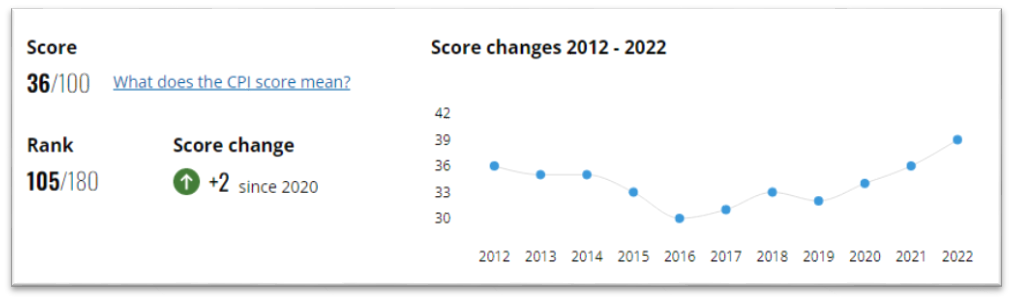 Score
36/100 What does the CPI score mean?
Rank
105/180
Score change
+2 since 2020
Score changes 2012 - 2022
42
39
36
33
30
2012 2013 2014 2015 2016 2017 2018 2019 2020 2021 2022